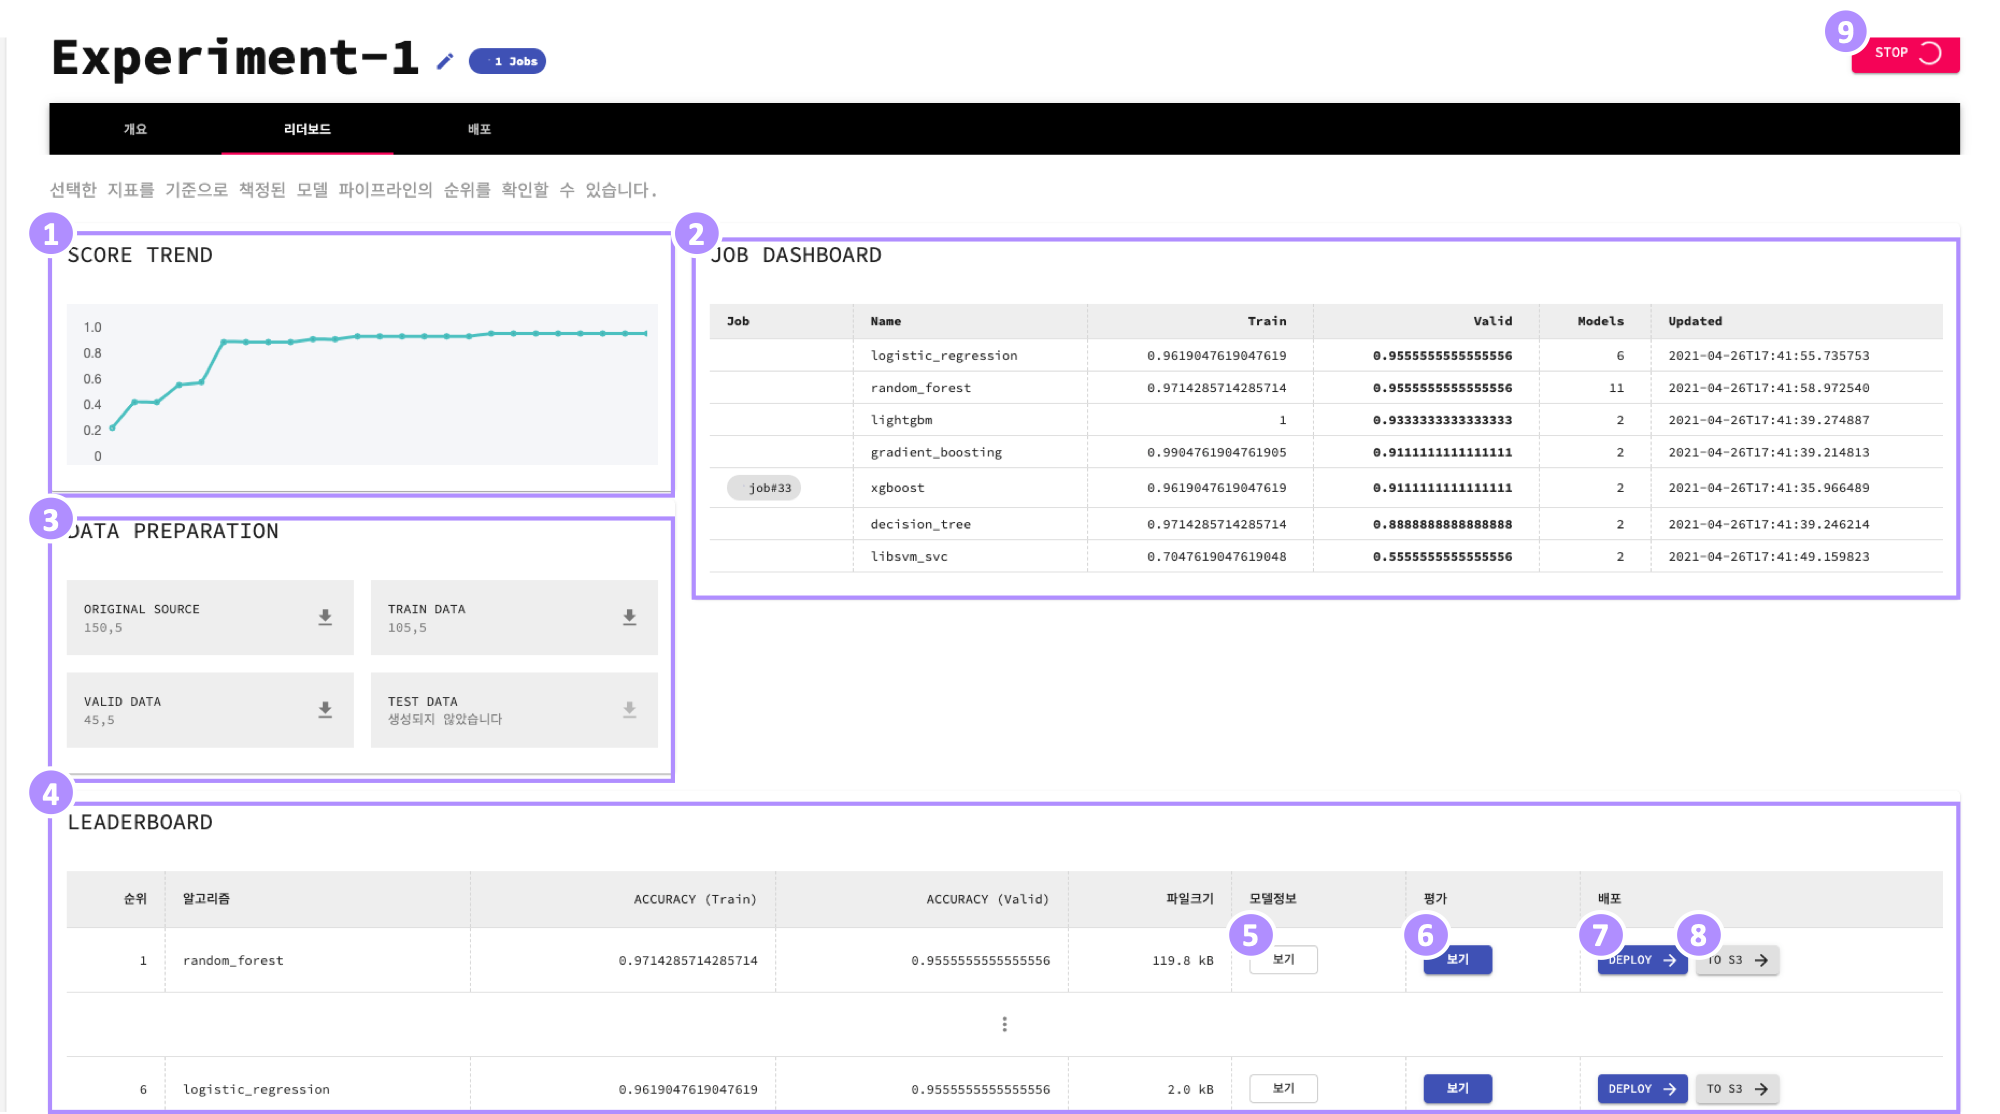 Experiment-1
1 Jobs
9
STOP
개요 리더보드 배포
선택한 지표를 기준으로 책정된 모델 파이프라인의 순위를 확인할 수 있습니다.
1
SCORE TREND
1.0
0.8
0.6
0.4
0.2
0
2
JOB DASHBOARD
Job Name Train Valid Models Updated
logistic_regression 0.9619047619047619 0.9555555555555556 6 2021-04-26T17:41:55.735753
random_forest 0.9714285714285714 0.9555555555555556 11 2021-04-26T17:41:58.972540
lightgbm 1 0.9333333333333333 2 2021-04-26T17:41:39.274887
gradient_boosting 0.9904761904761905 0.9111111111111111 2 2021-04-26T17:41:39.214813
job#33 xgboost 0.9619047619047619 0.9111111111111111 2 2021-04-26T17:41:35.966489
decision_tree 0.9714285714285714 0.8888888888888888 2 2021-04-26T17:41:39.246214
libsvm_svc 0.7047619047619048 0.5555555555555556 2 2021-04-26T17:41:49.159823
3
DATA PREPARATION
ORIGINAL SOURCE
150,5
TRAIN DATA
105,5
VALID DATA
45,5
TEST DATA
생성되지 않았습니다
4
LEADERBOARD
순위 알고리즘 ACCURACY (Train) ACCURACY (Valid) 파일크기 모델정보 평가 배포
5 6 7 8
1 random_forest 0.9714285714285714 0.9555555555555556 119.8 kB 보기 보기 DEPLOY TO S3
6 logistic_regression 0.9619047619047619 0.9555555555555556 2.0 kB 보기 보기 DEPLOY TO S3